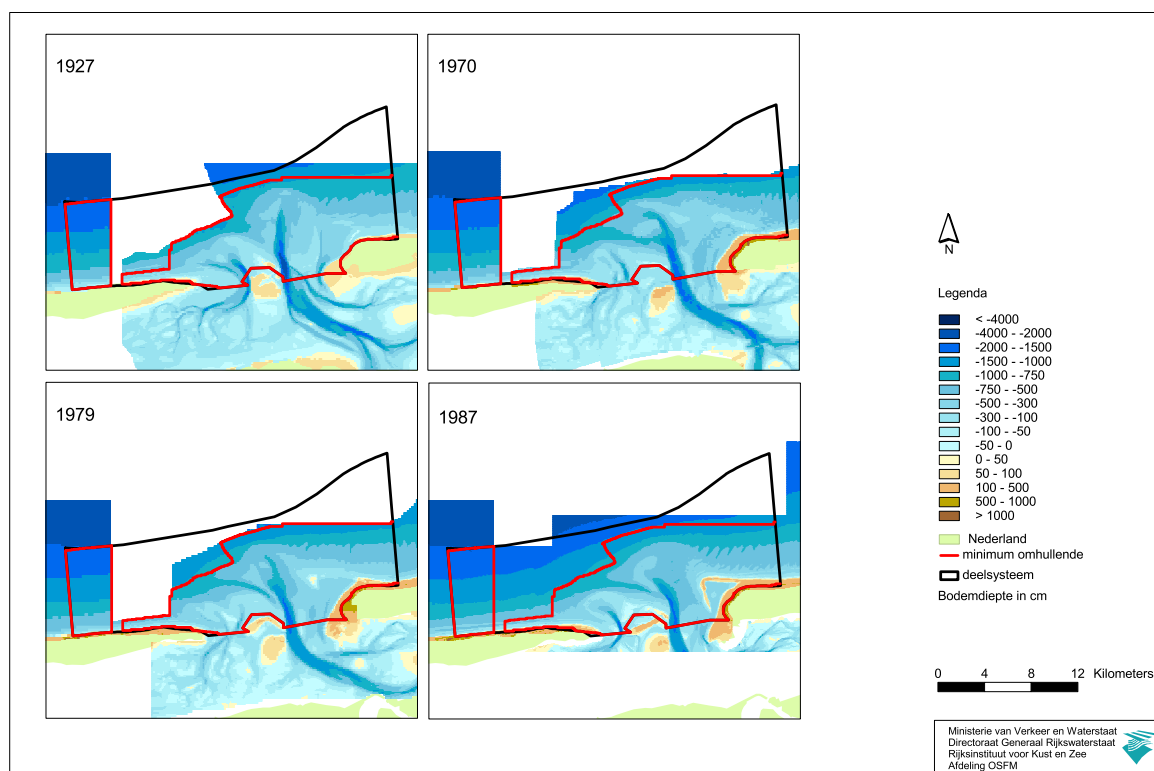 1927
1970
1979
1987
N
Legenda
< -4000
-4000 - -2000
-2000 - -1500
-1500 - -1000
-1000 - -750
-750 - -500
-500 - -300
-300 - -100
-100 - -50
-50 - 0
0 - 50
50 - 100
100 - 500
500 - 1000
> 1000
Nederland
minimum omhullende
deelsysteem
Bodemdiepte in cm
0 4 8 12 Kilometers
Ministerie van Verkeer en Waterstaat
Directoraat Generaal Rijkswaterstaat
Rijksinstituut voor Kust en Zee
Afdeling OSFM